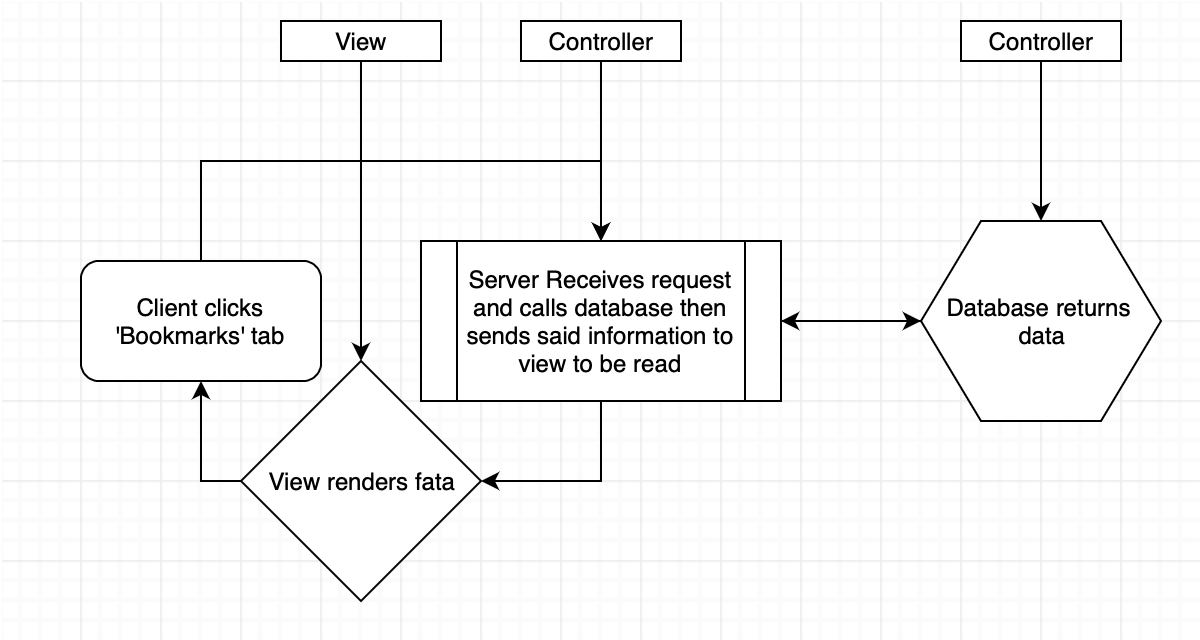 View
Controller
Controller
Client clicks
'Bookmarks' tab
Server Receives request
and calls database then
sends said information to
view to be read
Database returns
data
View renders fata